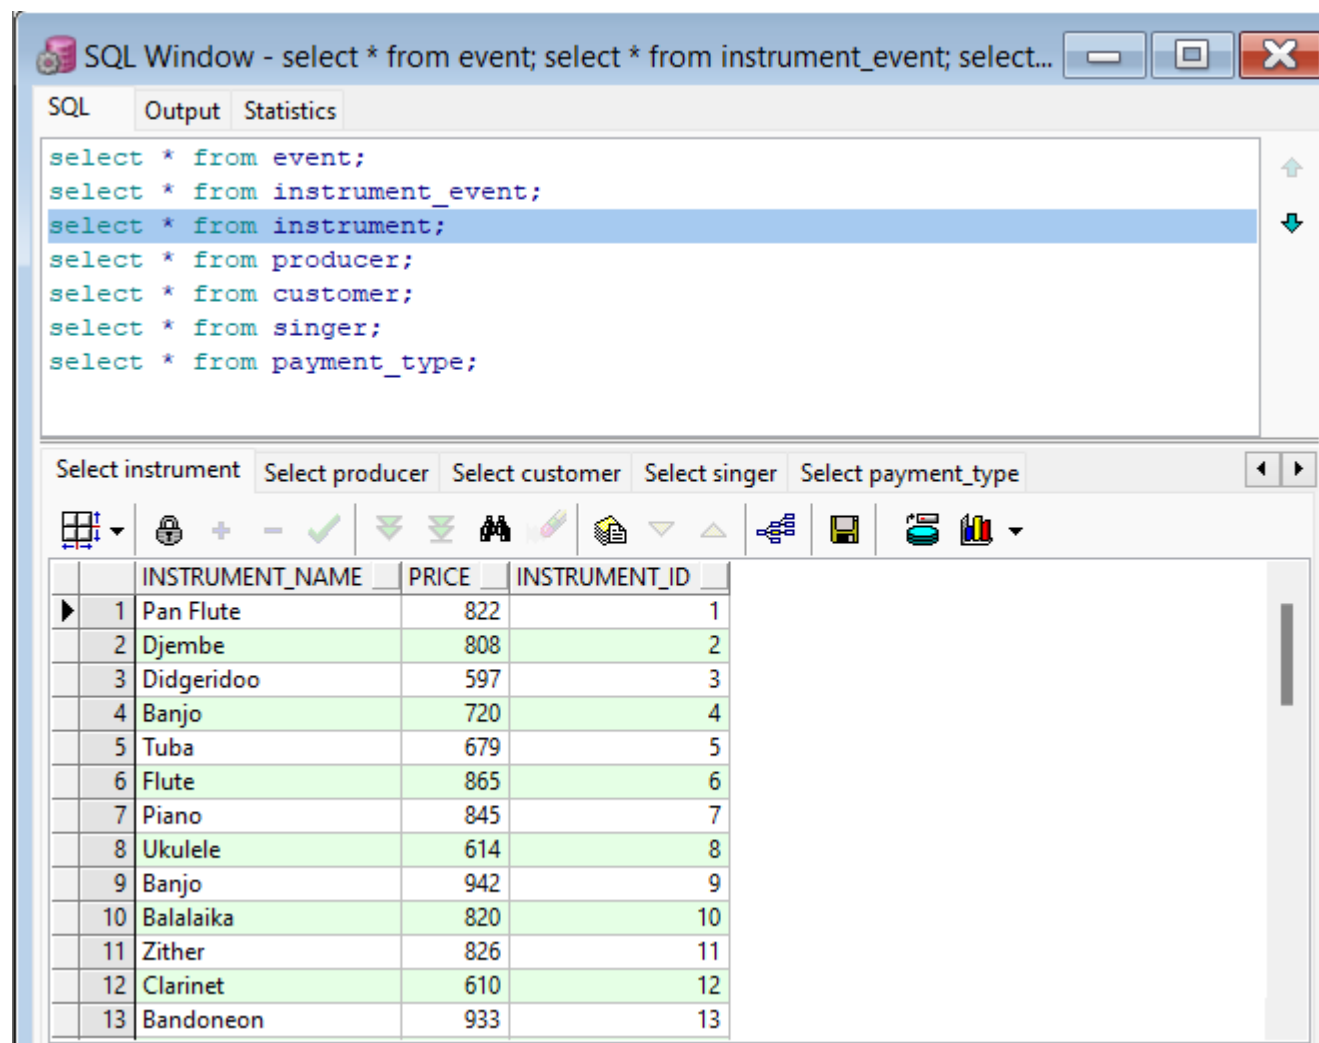 SQL Window - select * from event; select * from instrument_event; select...
SQL Output Statistics
select * from event;
select * from instrument_event;
select * from instrument;
select * from producer;
select * from customer;
select * from singer;
select * from payment_type;
Select instrument Select producer Select customer Select singer Select payment_type
INSTRUMENT_NAME PRICE INSTRUMENT_ID
1 Pan Flute 822 1
2 Djembe 808 2
3 Didgeridoo 597 3
4 Banjo 720 4
5 Tuba 679 5
6 Flute 865 6
7 Piano 845 7
8 Ukulele 614 8
9 Banjo 942 9
10 Balalaika 820 10
11 Zither 826 11
12 Clarinet 610 12
13 Bandoneon 933 13